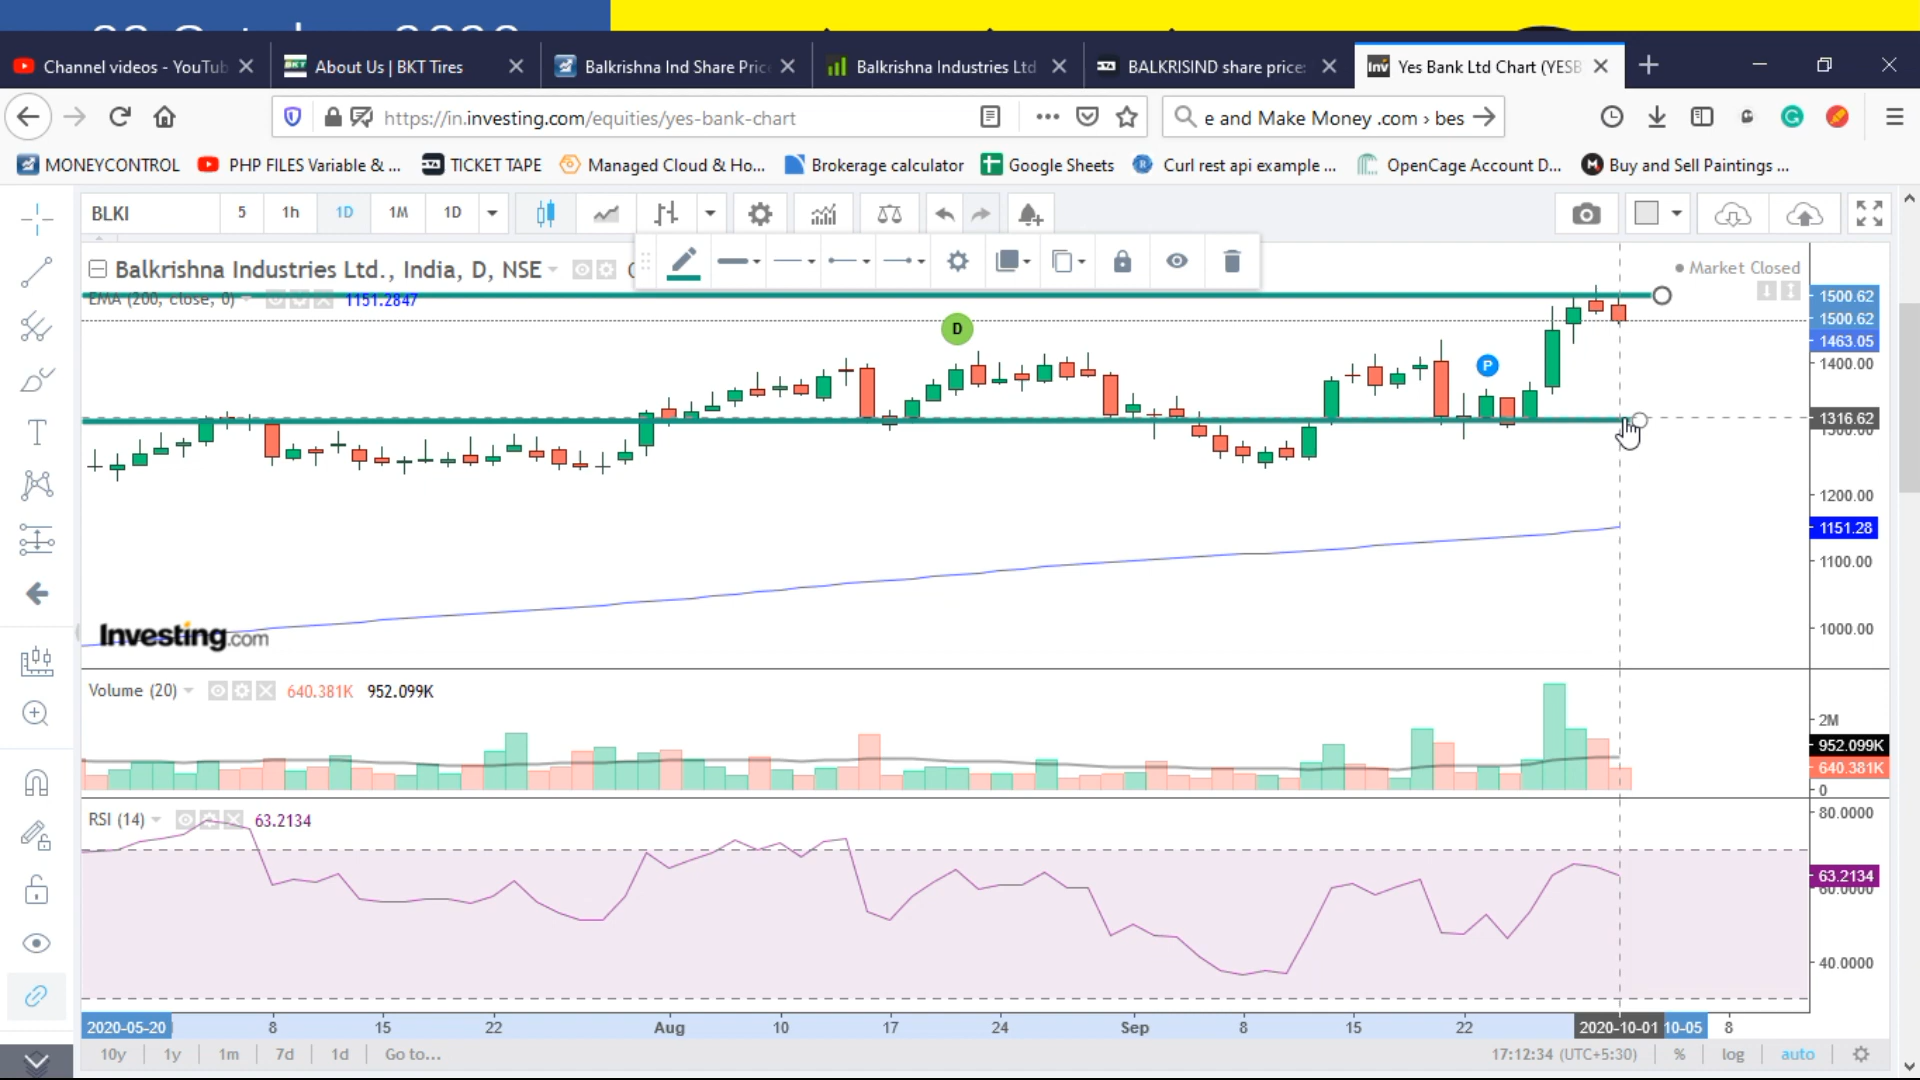 Channel videos - YouTub
About Us | BKT Tires
Balkrishna Ind Share Pric
Balkrishna Industries Ltd
BALKRISIND share price:
Yes Bank Ltd Chart (YESB
https://in.investing.com/equities/yes-bank-chart
e and Make Money .com › bes
MONEYCONTROL
PHP FILES Variable & ...
TICKET TAPE
Managed Cloud & Ho...
Brokerage calculator
Google Sheets
Curl rest api example ...
OpenCage Account D...
Buy and Sell Paintings ...
BLKI 5 1h 1D 1M 1D
Balkrishna Industries Ltd., India, D, NSE
Market Closed
EMA (200, close, 0) 1151.2847
1500.62
1500.62
D
1463.05
P
1400.00
1316.62
1200.00
1151.28
1100.00
1000.00
Investing.com
Volume (20) 640.381K 952.099K
2M
952.099K
640.381K
0
RSI (14) 63.2134
80.0000
63.2134
60.0000
40.0000
2020-05-20 8 15 22 Aug 10 17 24 Sep 8 15 22 2020-10-01 10-05 8
10y 1y 1m 7d 1d Go to...
17:12:34 (UTC+5:30) % log auto